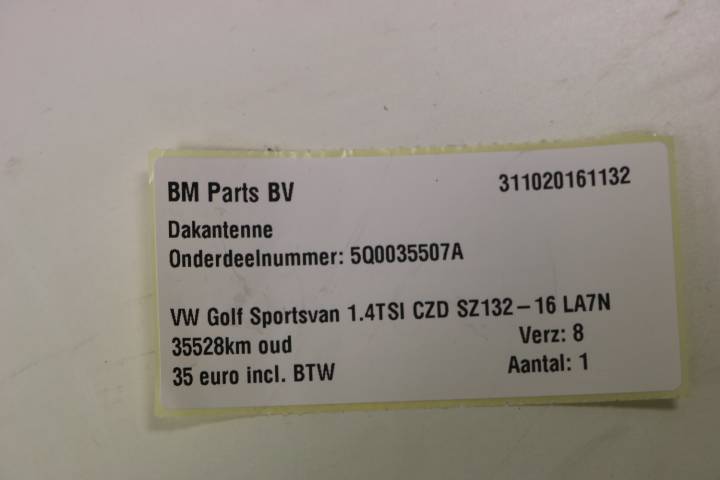 BM Parts BV 311020161132
Dakantenne
Onderdeelnummer: 5Q0035507A
VW Golf Sportsvan 1.4TSI CZD SZ132-16 LA7N
35528km oud Verz: 8
35 euro incl. BTW Aantal: 1